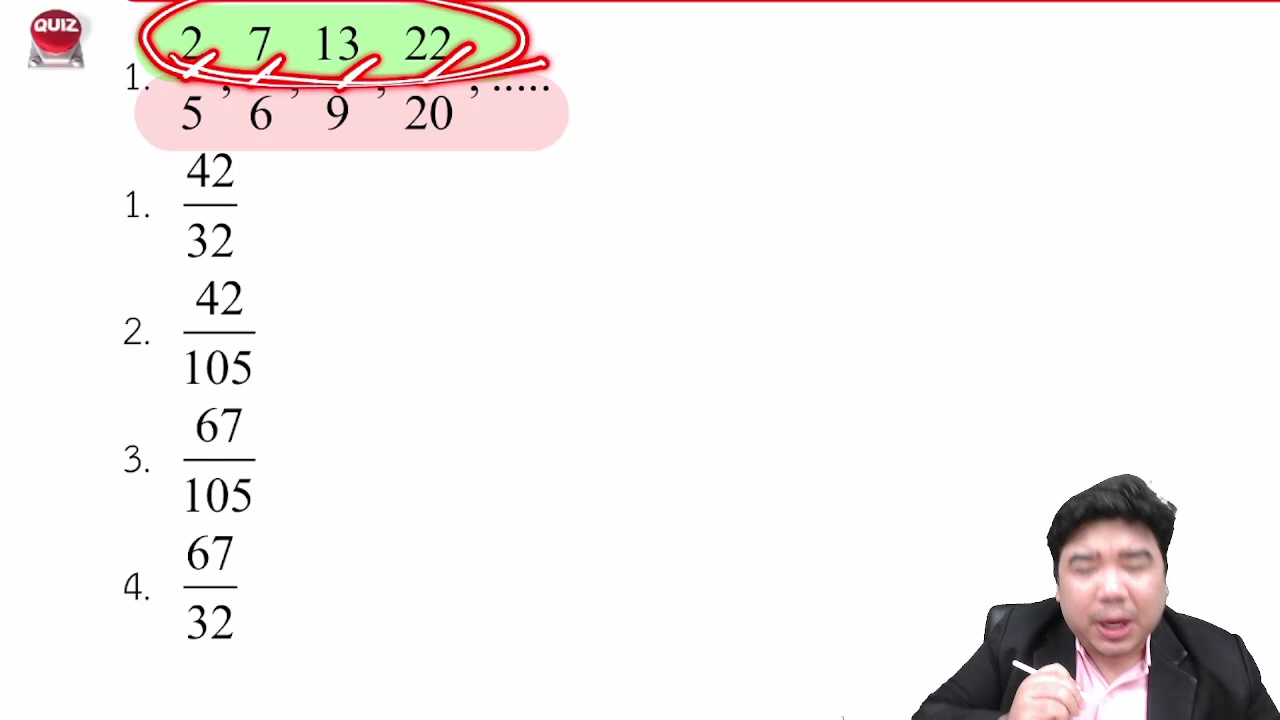 QUIZ
1. 2/5, 7/6, 13/9, 22/20, .....
1. 42/32
2. 42/105
3. 67/105
4. 67/32